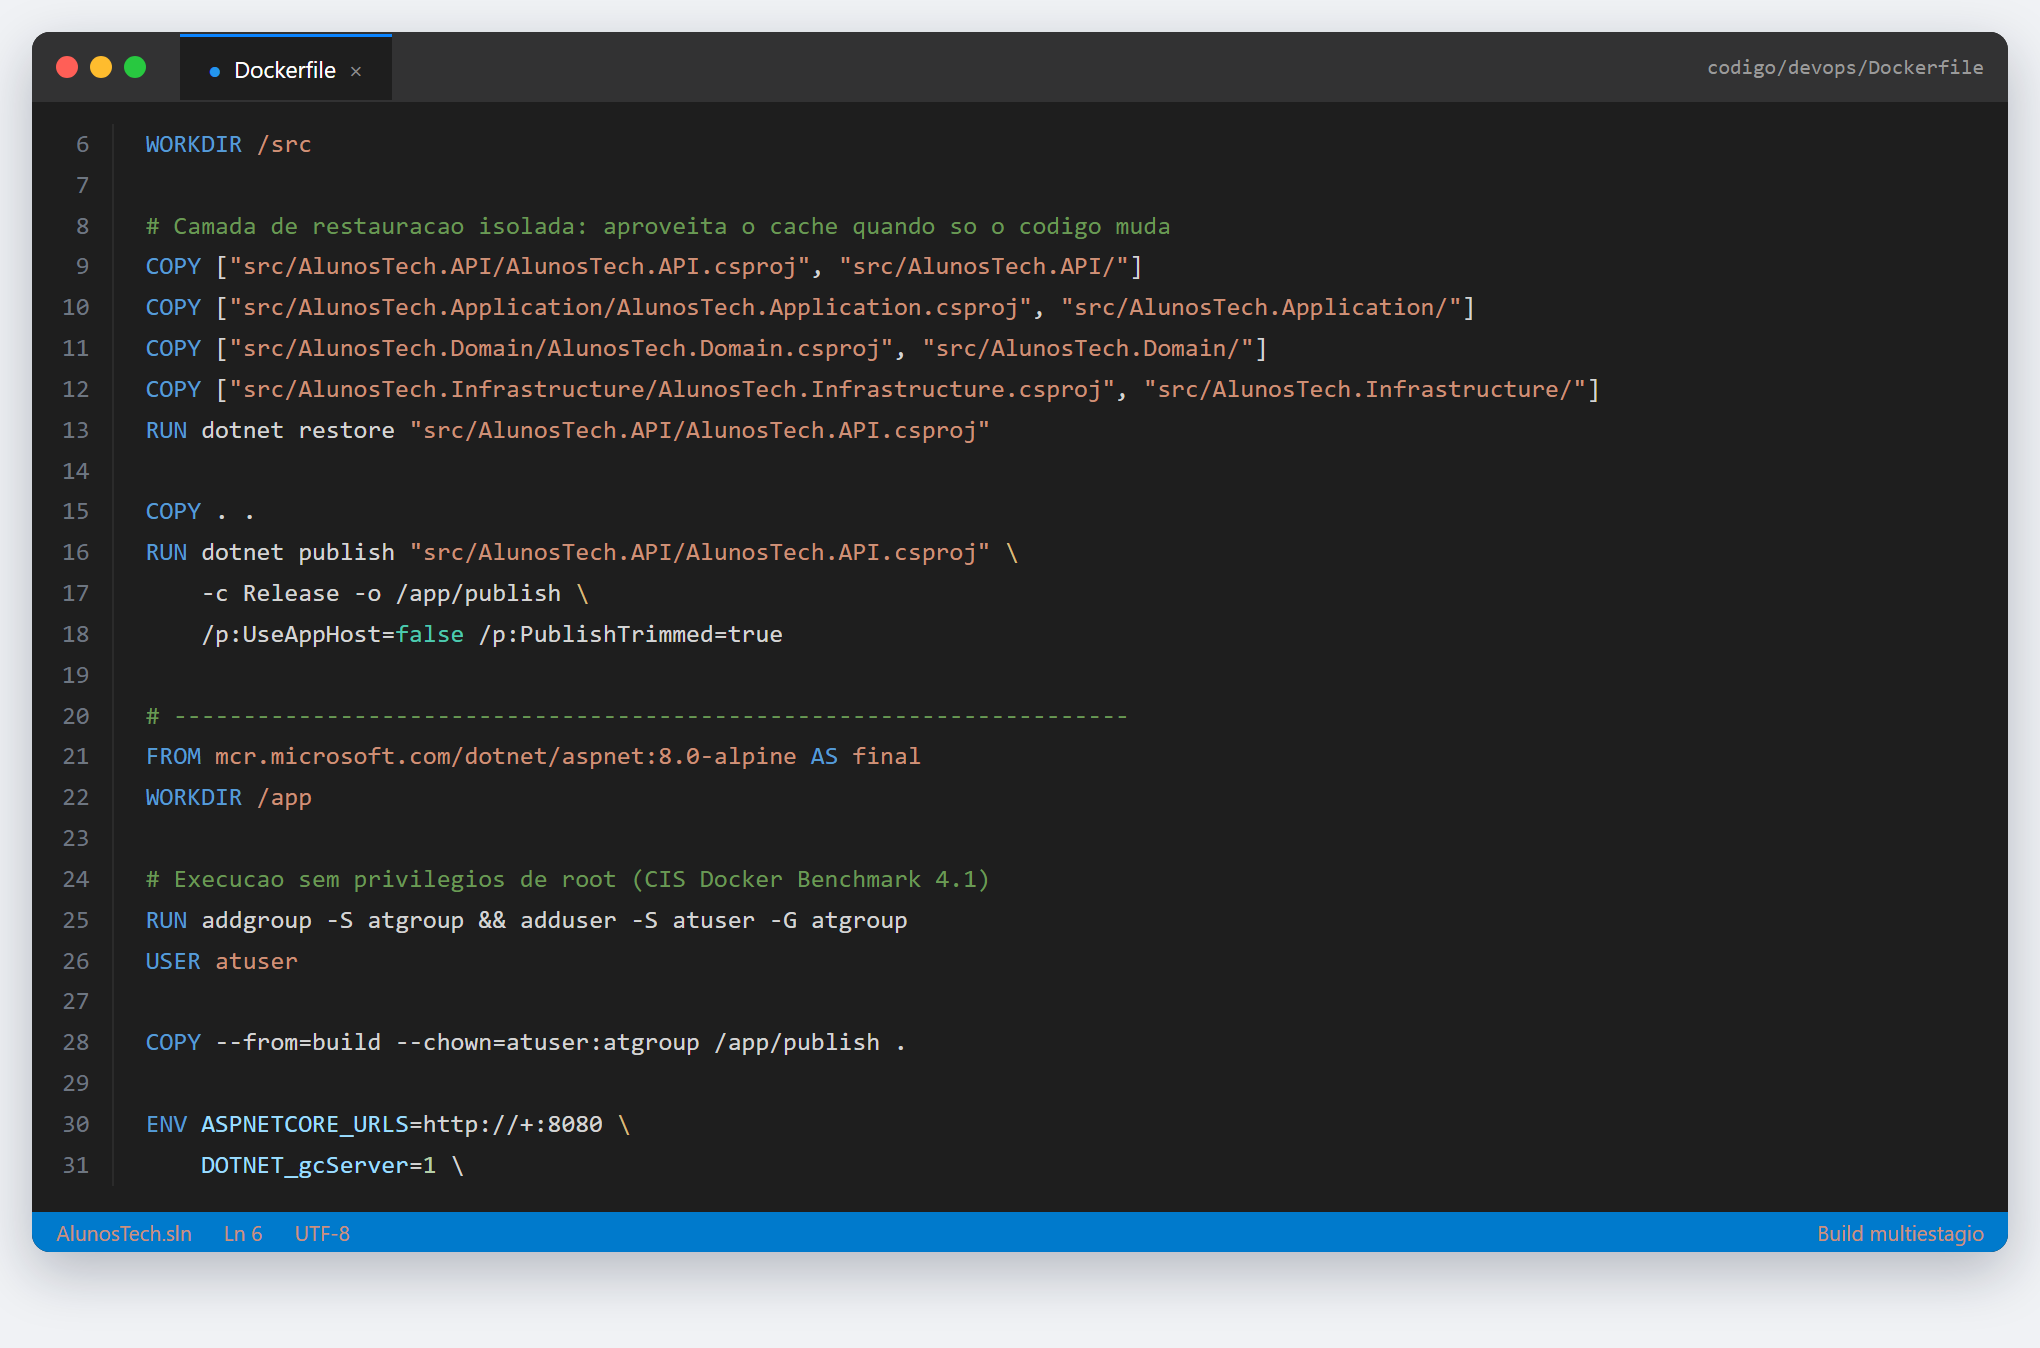 Dockerfile ×
codigo/devops/Dockerfile
6 WORKDIR /src
7
8 # Camada de restauracao isolada: aproveita o cache quando so o codigo muda
9 COPY ["src/AlunosTech.API/AlunosTech.API.csproj", "src/AlunosTech.API/"]
10 COPY ["src/AlunosTech.Application/AlunosTech.Application.csproj", "src/AlunosTech.Application/"]
11 COPY ["src/AlunosTech.Domain/AlunosTech.Domain.csproj", "src/AlunosTech.Domain/"]
12 COPY ["src/AlunosTech.Infrastructure/AlunosTech.Infrastructure.csproj", "src/AlunosTech.Infrastructure/"]
13 RUN dotnet restore "src/AlunosTech.API/AlunosTech.API.csproj"
14
15 COPY . .
16 RUN dotnet publish "src/AlunosTech.API/AlunosTech.API.csproj" \
17     -c Release -o /app/publish \
18     /p:UseAppHost=false /p:PublishTrimmed=true
19
20 # ---------------------------------------------------------------------
21 FROM mcr.microsoft.com/dotnet/aspnet:8.0-alpine AS final
22 WORKDIR /app
23
24 # Execucao sem privilegios de root (CIS Docker Benchmark 4.1)
25 RUN addgroup -S atgroup && adduser -S atuser -G atgroup
26 USER atuser
27
28 COPY --from=build --chown=atuser:atgroup /app/publish .
29
30 ENV ASPNETCORE_URLS=http://+:8080 \
31     DOTNET_gcServer=1 \
AlunosTech.sln Ln 6 UTF-8 Build multiestagio